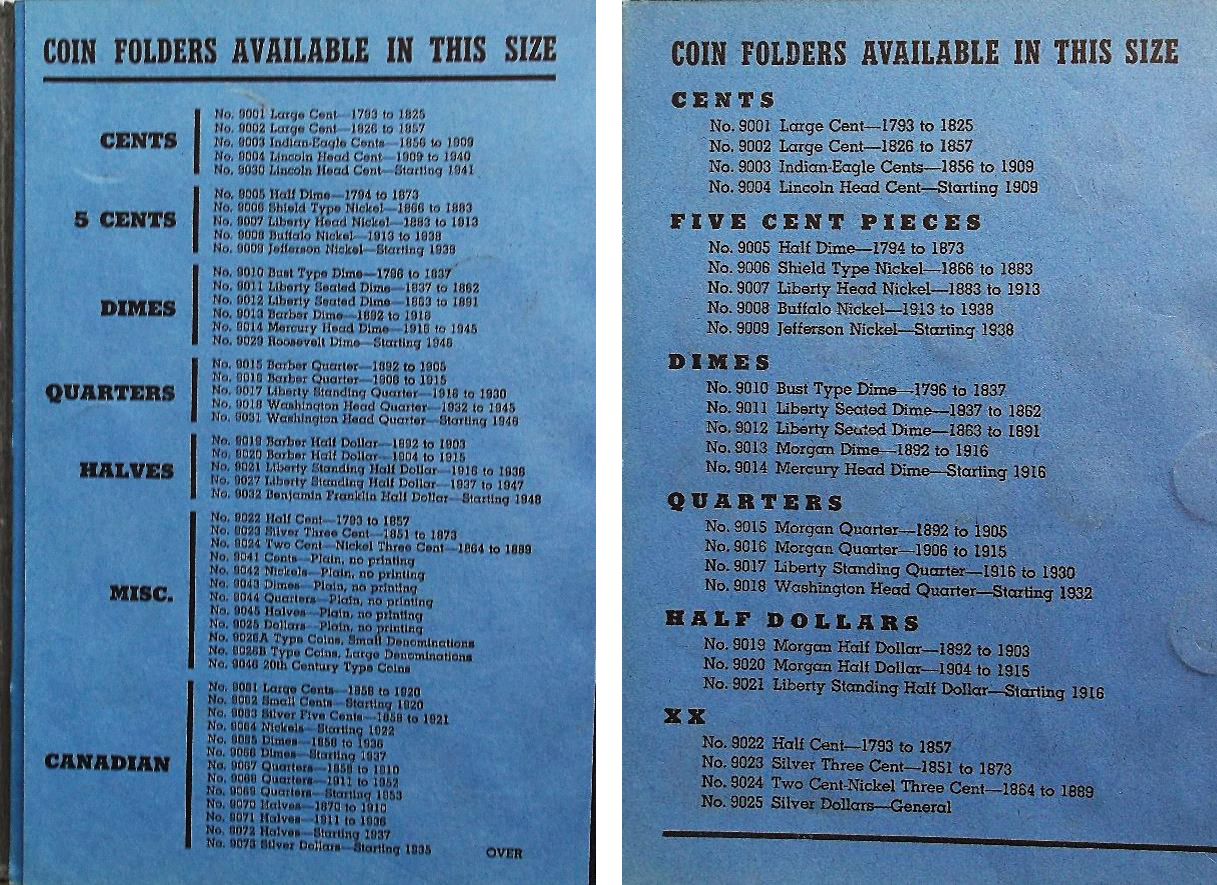 COIN FOLDERS AVAILABLE IN THIS SIZE
CENTS
No. 9001 Large Cent—1793 to 1825
No. 9002 Large Cent—1826 to 1857
No. 9003 Indian-Eagle Cents—1856 to 1909
No. 9004 Lincoln Head Cent—1909 to 1940
No. 9030 Lincoln Head Cent—Starting 1941
5 CENTS
No. 9005 Half Dime—1794 to 1873
No. 9006 Shield Type Nickel—1866 to 1883
No. 9007 Liberty Head Nickel—1883 to 1913
No. 9008 Buffalo Nickel—1913 to 1938
No. 9009 Jefferson Nickel—Starting 1938
DIMES
No. 9010 Bust Type Dime—1796 to 1837
No. 9011 Liberty Seated Dime—1837 to 1862
No. 9012 Liberty Seated Dime—1863 to 1891
No. 9013 Barber Dime—1892 to 1916
No. 9014 Mercury Head Dime—1916 to 1945
No. 9029 Roosevelt Dime—Starting 1946
QUARTERS
No. 9015 Barber Quarter—1892 to 1905
No. 9016 Barber Quarter—1906 to 1915
No. 9017 Liberty Standing Quarter—1916 to 1930
No. 9018 Washington Head Quarter—1932 to 1945
No. 9031 Washington Head Quarter—Starting 1946
HALVES
No. 9019 Barber Half Dollar—1892 to 1903
No. 9020 Barber Half Dollar—1904 to 1915
No. 9021 Liberty Standing Half Dollar—1916 to 1936
No. 9027 Liberty Standing Half Dollar—1937 to 1947
No. 9032 Benjamin Franklin Half Dollar—Starting 1948
MISC.
No. 9022 Half Cent—1793 to 1857
No. 9023 Silver Three Cent—1851 to 1873
No. 9024 Two Cent—Nickel Three Cent—1864 to 1889
No. 9041 Cents—Plain, no printing
No. 9042 Nickels—Plain, no printing
No. 9043 Dimes—Plain, no printing
No. 9044 Quarters—Plain, no printing
No. 9045 Halves—Plain, no printing
No. 9025 Dollars—Plain, no printing
No. 9026A Type Coins, Small Denominations
No. 9026B Type Coins, Large Denominations
No. 9046 20th Century Type Coins
CANADIAN
No. 9061 Large Cents—1858 to 1920
No. 9062 Small Cents—Starting 1920
No. 9063 Silver Five Cents—1858 to 1921
No. 9064 Nickels—Starting 1922
No. 9065 Dimes—1858 to 1936
No. 9066 Dimes—Starting 1937
No. 9067 Quarters—1858 to 1910
No. 9068 Quarters—1911 to 1952
No. 9069 Quarters—Starting 1953
No. 9070 Halves—1870 to 1910
No. 9071 Halves—1911 to 1936
No. 9072 Halves—Starting 1937
No. 9073 Silver Dollars—Starting 1935
OVER
COIN FOLDERS AVAILABLE IN THIS SIZE
CENTS
No. 9001 Large Cent—1793 to 1825
No. 9002 Large Cent—1826 to 1857
No. 9003 Indian-Eagle Cents—1856 to 1909
No. 9004 Lincoln Head Cent—Starting 1909
FIVE CENT PIECES
No. 9005 Half Dime—1794 to 1873
No. 9006 Shield Type Nickel—1866 to 1883
No. 9007 Liberty Head Nickel—1883 to 1913
No. 9008 Buffalo Nickel—1913 to 1938
No. 9009 Jefferson Nickel—Starting 1938
DIMES
No. 9010 Bust Type Dime—1796 to 1837
No. 9011 Liberty Seated Dime—1837 to 1862
No. 9012 Liberty Seated Dime—1863 to 1891
No. 9013 Morgan Dime—1892 to 1916
No. 9014 Mercury Head Dime—Starting 1916
QUARTERS
No. 9015 Morgan Quarter—1892 to 1905
No. 9016 Morgan Quarter—1906 to 1915
No. 9017 Liberty Standing Quarter—1916 to 1930
No. 9018 Washington Head Quarter—Starting 1932
HALF DOLLARS
No. 9019 Morgan Half Dollar—1892 to 1903
No. 9020 Morgan Half Dollar—1904 to 1915
No. 9021 Liberty Standing Half Dollar—Starting 1916
XX
No. 9022 Half Cent—1793 to 1857
No. 9023 Silver Three Cent—1851 to 1873
No. 9024 Two Cent-Nickel Three Cent—1864 to 1889
No. 9025 Silver Dollars—General